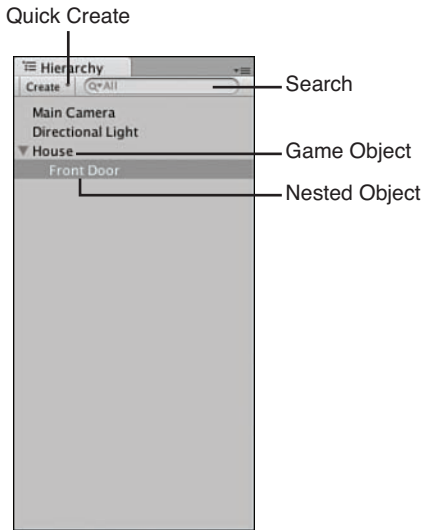 Quick Create
Hierarchy
Create
All
Search
Main Camera
Directional Light
House
Game Object
Front Door
Nested Object